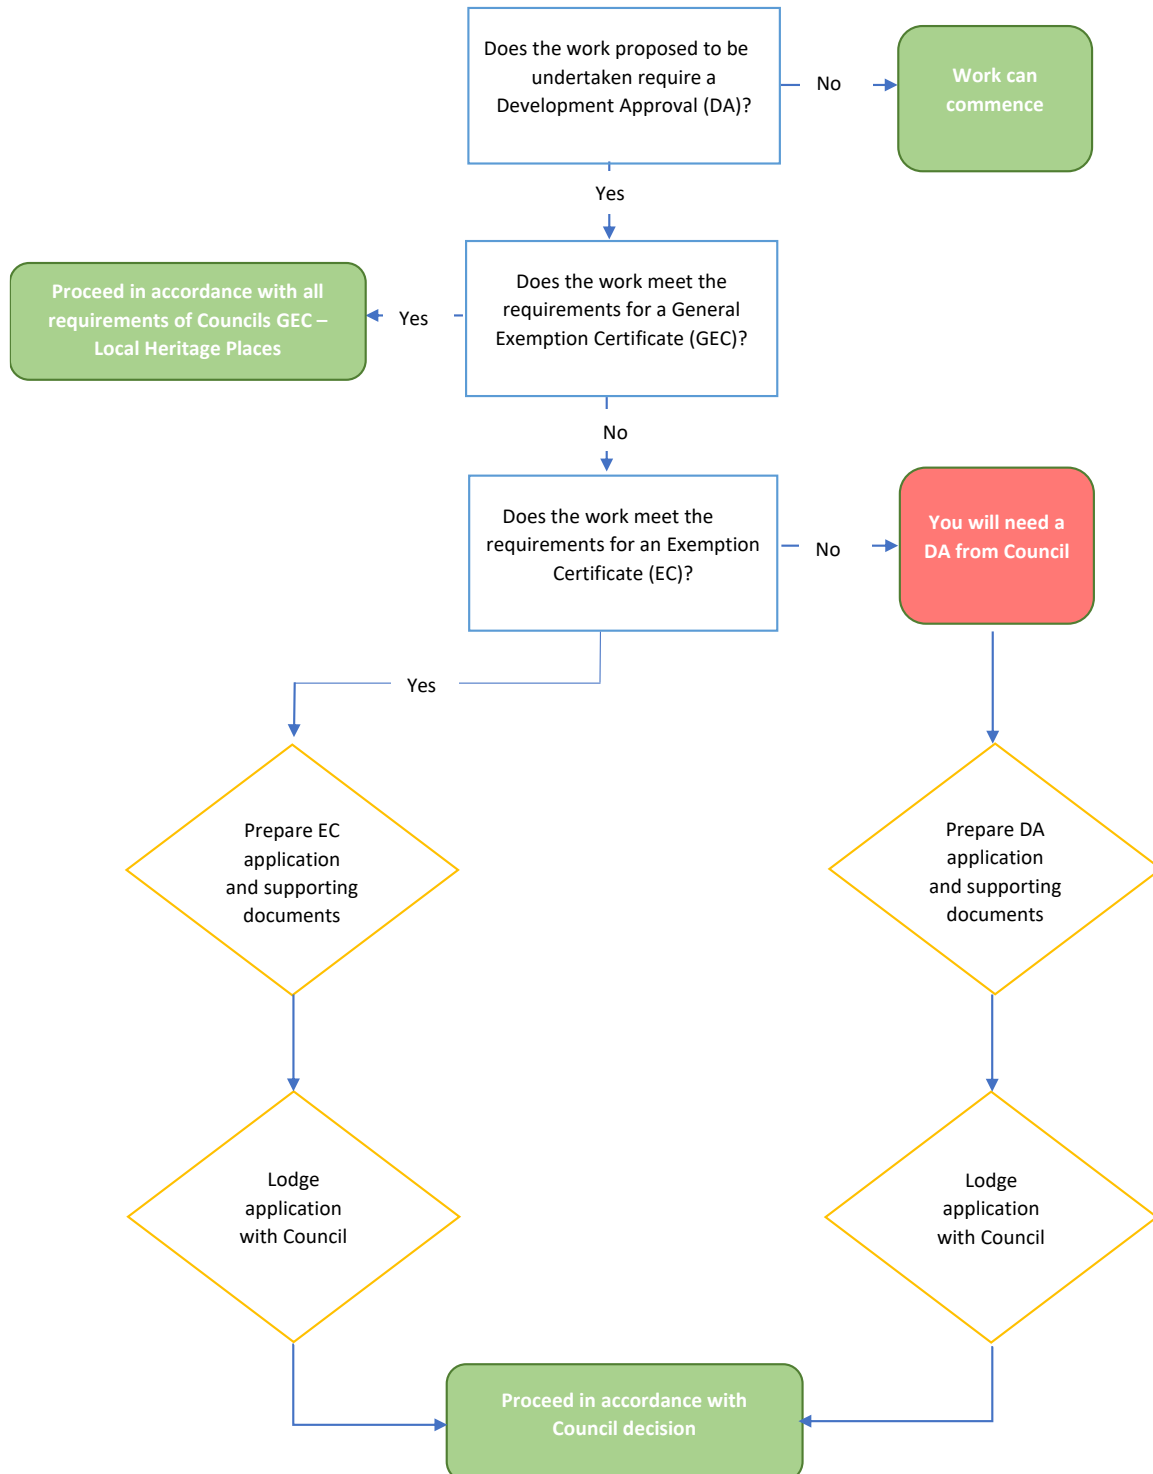 Does the work proposed to be
undertaken require a
Development Approval (DA)?
No
Work can
commence
Yes
Proceed in accordance with all
requirements of Councils GEC –
Local Heritage Places
Yes
Does the work meet the
requirements for a General
Exemption Certificate (GEC)?
No
Does the work meet the
requirements for an Exemption
Certificate (EC)?
No
You will need a
DA from Council
Yes
Prepare EC
application
and supporting
documents
Prepare DA
application
and supporting
documents
Lodge
application
with Council
Lodge
application
with Council
Proceed in accordance with
Council decision